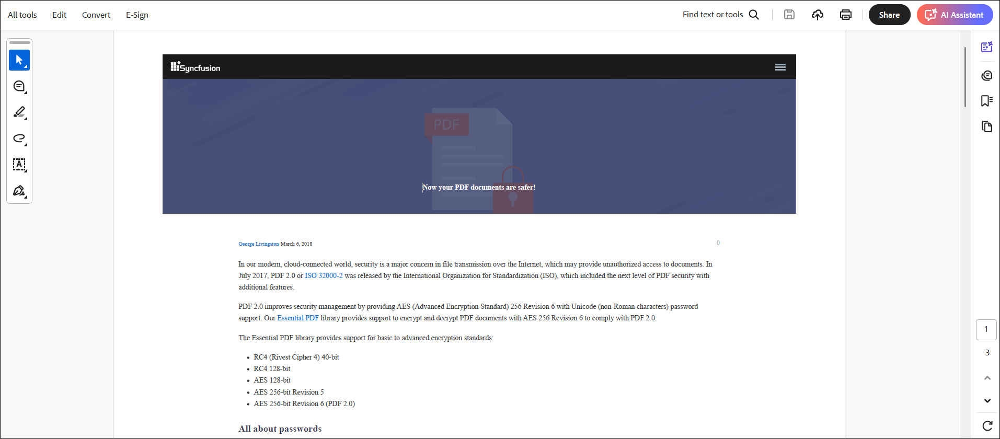 All tools Edit Convert E-Sign Find text or tools Share AI Assistant
Syncfusion
PDF
Now your PDF documents are safer!
George Livingston March 6, 2018 0
In our modern, cloud-connected world, security is a major concern in file transmission over the Internet, which may provide unauthorized access to documents. In
July 2017, PDF 2.0 or ISO 32000-2 was released by the International Organization for Standardization (ISO), which included the next level of PDF security with
additional features.
PDF 2.0 improves security management by providing AES (Advanced Encryption Standard) 256 Revision 6 with Unicode (non-Roman characters) password
support. Our Essential PDF library provides support to encrypt and decrypt PDF documents with AES 256 Revision 6 to comply with PDF 2.0.
The Essential PDF library provides support for basic to advanced encryption standards:
• RC4 (Rivest Cipher 4) 40-bit
• RC4 128-bit
• AES 128-bit
• AES 256-bit Revision 5
• AES 256-bit Revision 6 (PDF 2.0)
All about passwords
1
3